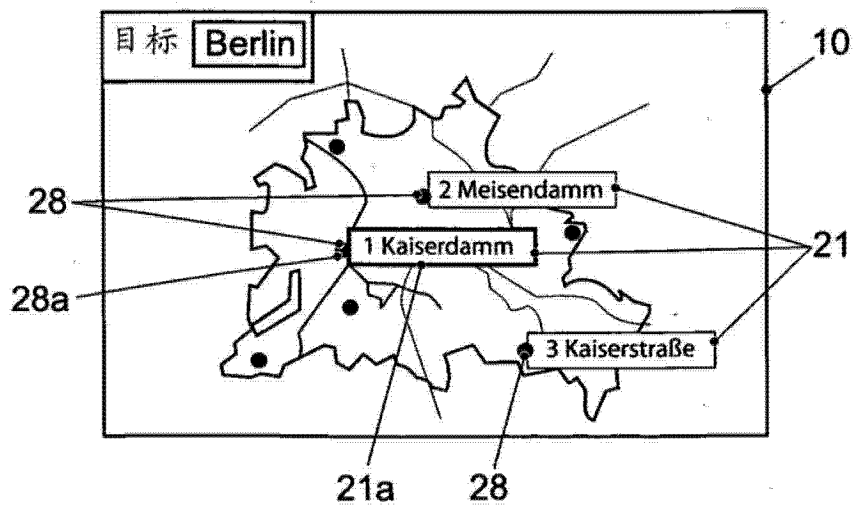 目标 Berlin
10
2 Meisendamm
28
1 Kaiserdamm
21
28a
3 Kaiserstraße
21a
28